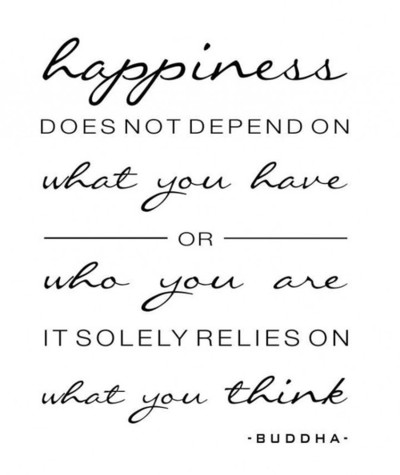 happiness
DOES NOT DEPEND ON
what you have
OR
who you are
IT SOLELY RELIES ON
what you think
-BUDDHA-